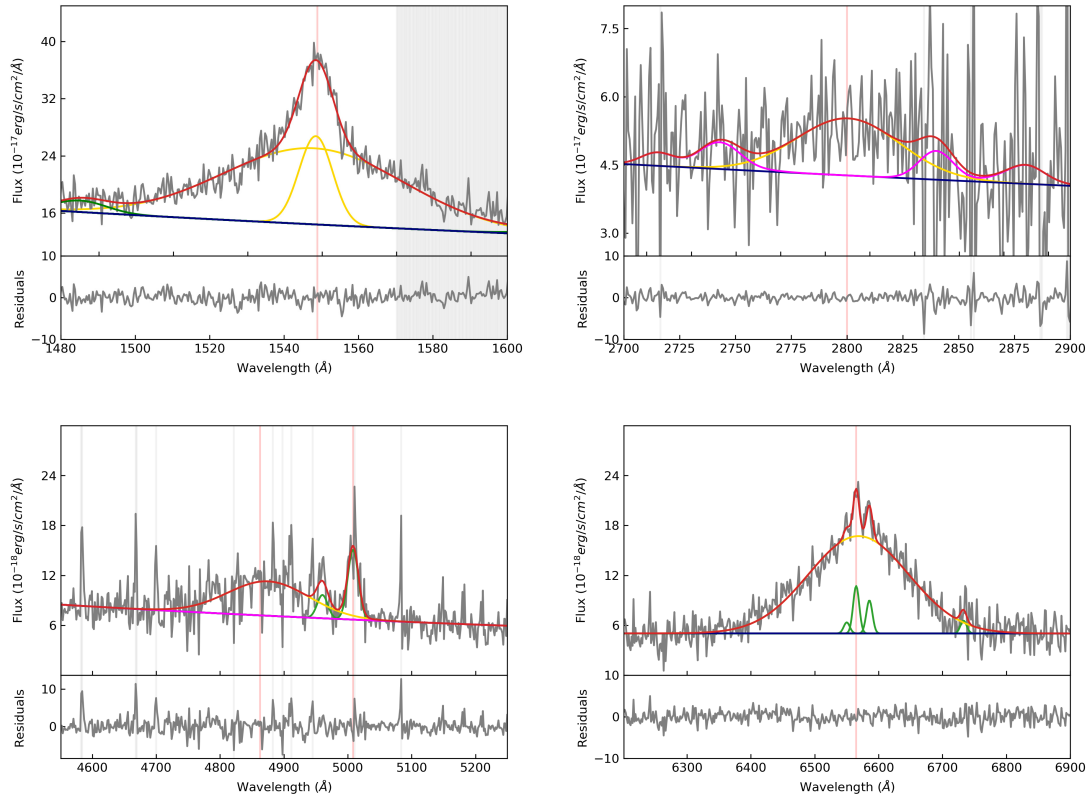 40
32
24
16
Flux (10⁻¹⁷erg/s/cm²/Å)
10
0
−10
Residuals
1480 1500 1520 1540 1560 1580 1600
Wavelength (Å)
7.5
6.0
4.5
3.0
Flux (10⁻¹⁷erg/s/cm²/Å)
10
0
−10
Residuals
2700 2725 2750 2775 2800 2825 2850 2875 2900
Wavelength (Å)
24
18
12
6
Flux (10⁻¹⁸erg/s/cm²/Å)
10
0
Residuals
4600 4700 4800 4900 5000 5100 5200
Wavelength (Å)
24
18
12
6
Flux (10⁻¹⁸erg/s/cm²/Å)
10
0
−10
Residuals
6300 6400 6500 6600 6700 6800 6900
Wavelength (Å)